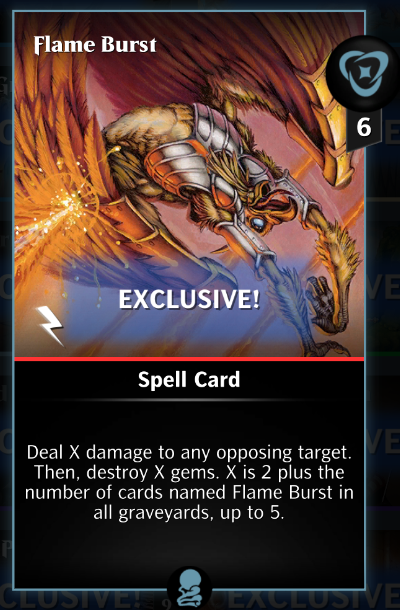 Flame Burst
6
EXCLUSIVE!
Spell Card
Deal X damage to any opposing target.
Then, destroy X gems. X is 2 plus the
number of cards named Flame Burst in
all graveyards, up to 5.